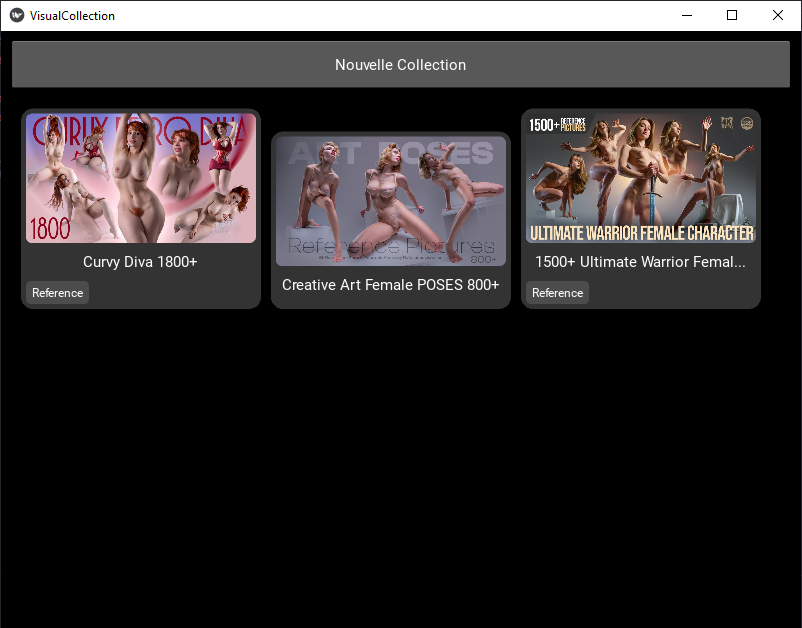 VisualCollection
Nouvelle Collection
CURVY RETRO DIVA
1800
Curvy Diva 1800+
Reference
ART POSES
Reference Pictures
800+
Creative Art Female POSES 800+
1500+ REFERENCE
PICTURES
ULTIMATE WARRIOR FEMALE CHARACTER
1500+ Ultimate Warrior Femal...
Reference